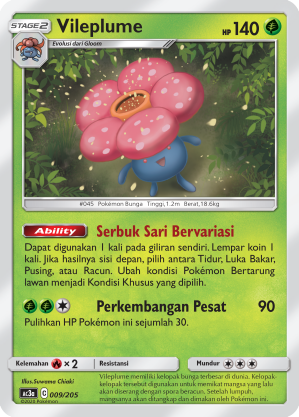 STAGE2 Vileplume HP 140
Evolusi dari Gloom
#045 Pokémon Bunga Tinggi,1.2m Berat,18.6kg
Ability Serbuk Sari Bervariasi
Dapat digunakan 1 kali pada giliran sendiri. Lempar koin 1
kali. Jika hasilnya sisi depan, pilih antara Tidur, Luka Bakar,
Pusing, atau Racun. Ubah kondisi Pokémon Bertarung
lawan menjadi Kondisi Khusus yang dipilih.
Perkembangan Pesat 90
Pulihkan HP Pokémon ini sejumlah 30.
Kelemahan × 2 Resistansi Mundur
Vileplume memiliki kelopak bunga terbesar di dunia. Kelopak-
kelopak tersebut digunakan untuk memikat mangsa yang lalu
akan diserang dengan spora beracun. Setelah lumpuh,
mangsanya akan ditangkap dan dimakan oleh Pokémon ini.
Illus.Suwama Chiaki
AC3a C 009/205